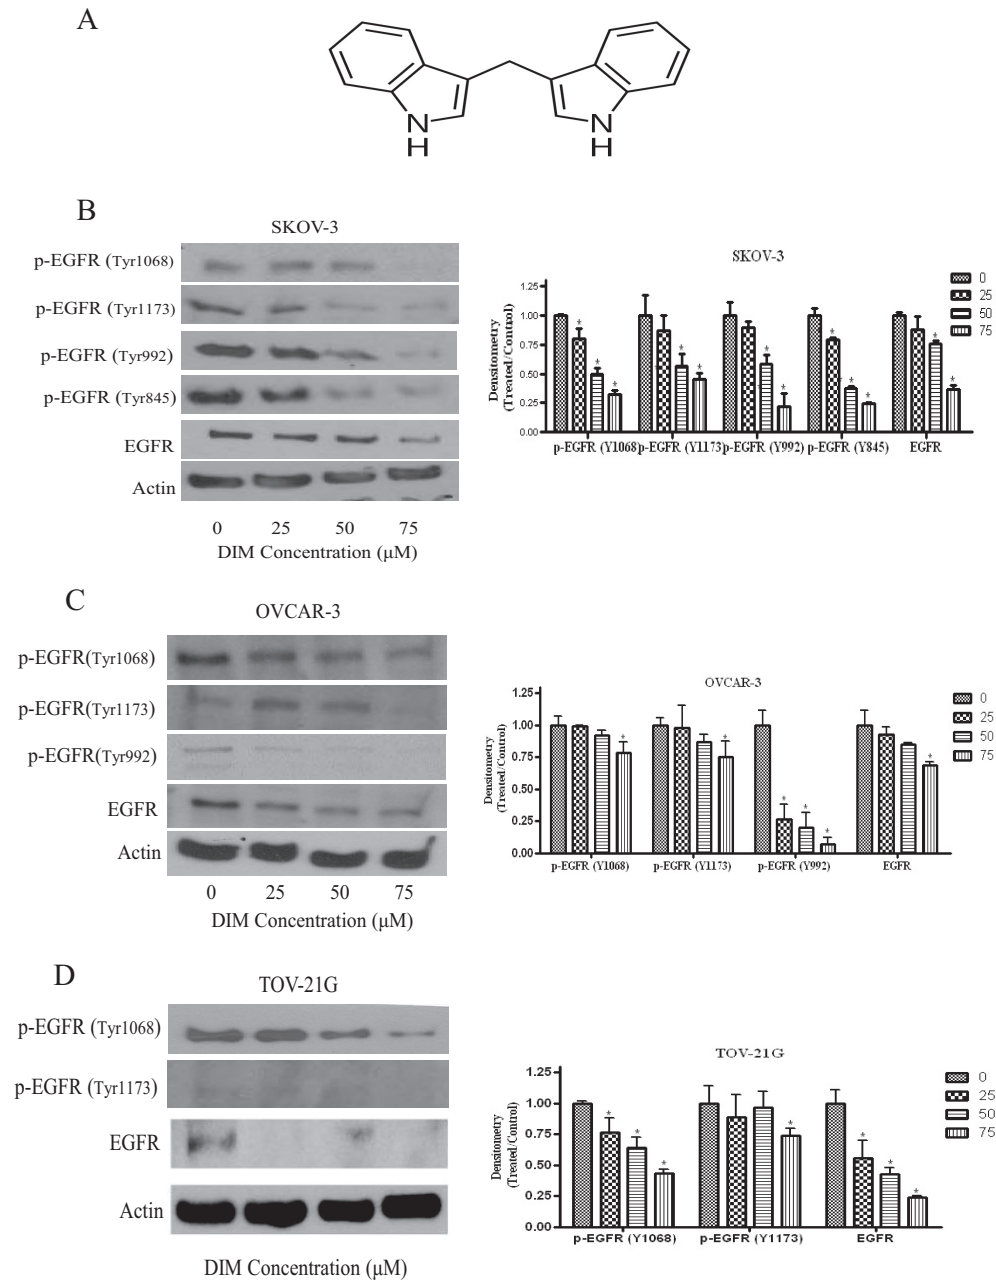 A
N
H
N
H
B
SKOV-3
p-EGFR (Tyr1068)
p-EGFR (Tyr1173)
p-EGFR (Tyr992)
p-EGFR (Tyr845)
EGFR
Actin
0 25 50 75
DIM Concentration (μM)
SKOV-3
Densitometry
(Treated/Control)
1.25
1.00
0.75
0.50
0.25
0.00
* * * * * * * * * * * *
p-EGFR (Y1068) p-EGFR (Y1173) p-EGFR (Y992) p-EGFR (Y845) EGFR
0
25
50
75
C
OVCAR-3
p-EGFR(Tyr1068)
p-EGFR(Tyr1173)
p-EGFR(Tyr992)
EGFR
Actin
0 25 50 75
DIM Concentration (μM)
OVCAR-3
Densitometry
(Treated/Control)
1.25
1.00
0.75
0.50
0.25
0.00
* * * * * *
p-EGFR (Y1068) p-EGFR (Y1173) p-EGFR (Y992) EGFR
0
25
50
75
D
TOV-21G
p-EGFR (Tyr1068)
p-EGFR (Tyr1173)
EGFR
Actin
DIM Concentration (μM)
TOV-21G
Densitometry
(Treated/Control)
1.25
1.00
0.75
0.50
0.25
0.00
* * * * * * *
p-EGFR (Y1068) p-EGFR (Y1173) EGFR
0
25
50
75